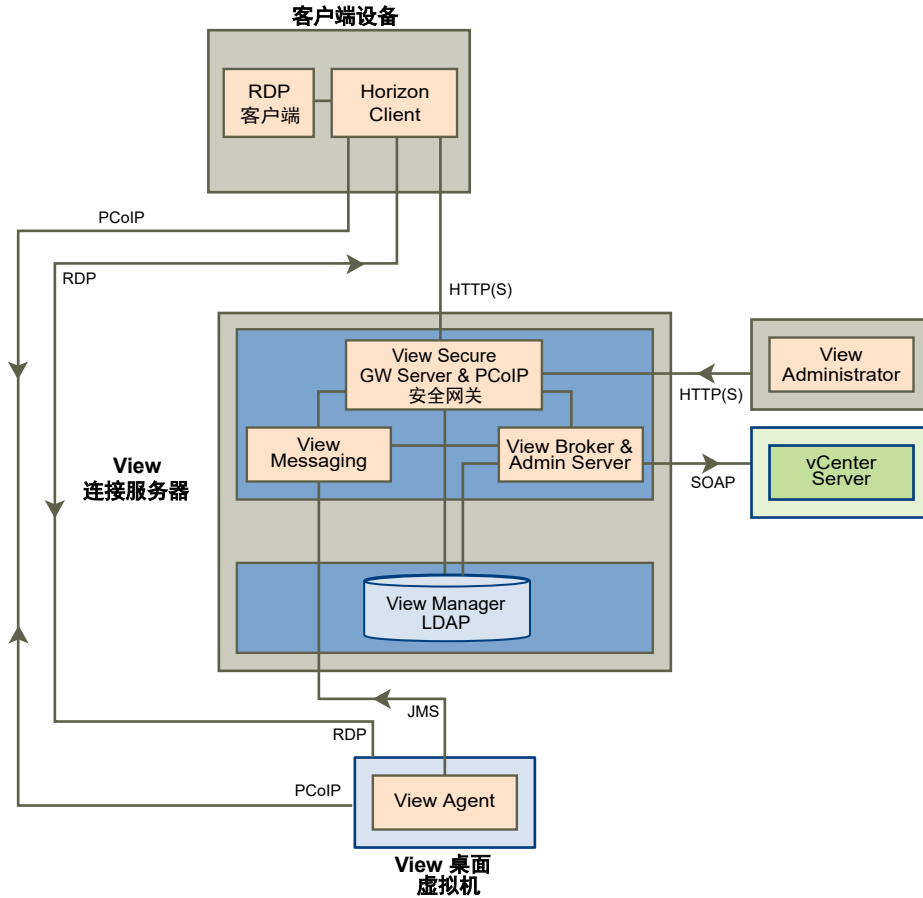 客户端设备
RDP
客户端
Horizon
Client
PCoIP
RDP
HTTP(S)
View Secure
GW Server & PCoIP
安全网关
View
Administrator
HTTP(S)
View
Messaging
View Broker &
Admin Server
vCenter
Server
SOAP
View
连接服务器
View Manager
LDAP
JMS
RDP
PCoIP
View Agent
View 桌面
虚拟机